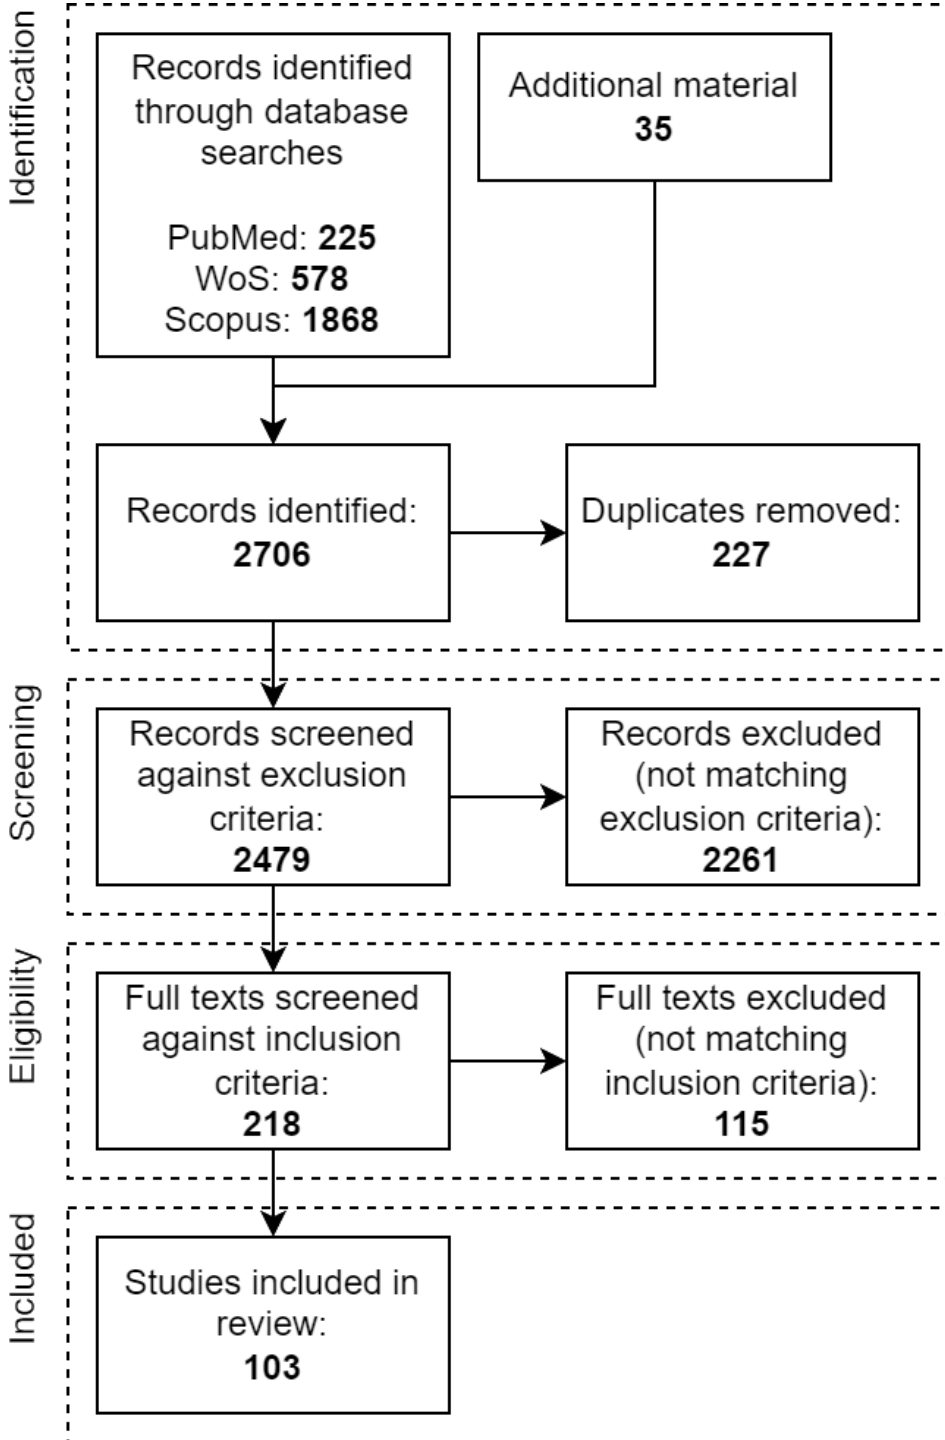 Identification
Records identified
through database
searches
PubMed: 225
WoS: 578
Scopus: 1868
Additional material
35
Records identified:
2706
Duplicates removed:
227
Screening
Records screened
against exclusion
criteria:
2479
Records excluded
(not matching
exclusion criteria):
2261
Eligibility
Full texts screened
against inclusion
criteria:
218
Full texts excluded
(not matching
inclusion criteria):
115
Included
Studies included in
review:
103